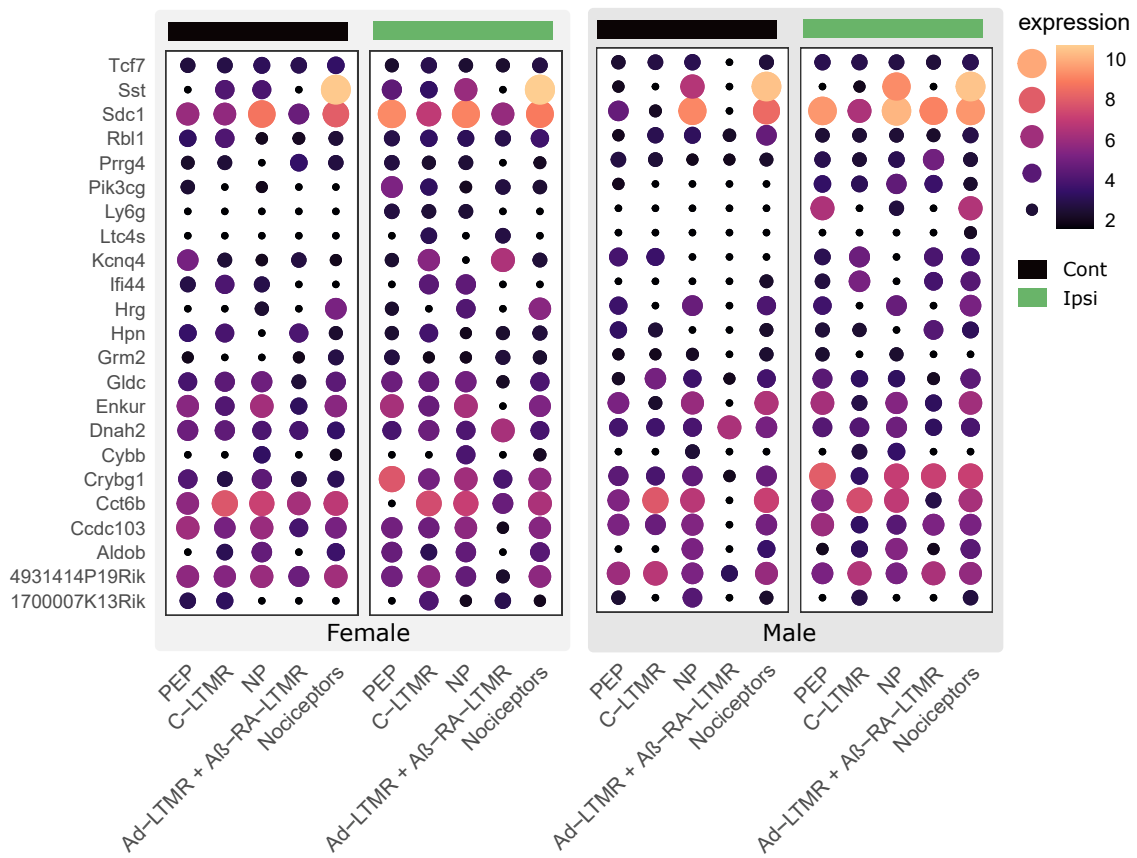 expression
10
8
6
4
2
Cont
Ipsi
Tcf7
Sst
Sdc1
Rbl1
Prrg4
Pik3cg
Ly6g
Ltc4s
Kcnq4
Ifi44
Hrg
Hpn
Grm2
Gldc
Enkur
Dnah2
Cybb
Crybg1
Cct6b
Ccdc103
Aldob
4931414P19Rik
1700007K13Rik
Female
Male
PEP
C−LTMR
NP
Ad−LTMR + Aß−RA−LTMR
Nociceptors
PEP
C−LTMR
NP
Ad−LTMR + Aß−RA−LTMR
Nociceptors
PEP
C−LTMR
NP
Ad−LTMR + Aß−RA−LTMR
Nociceptors
PEP
C−LTMR
NP
Ad−LTMR + Aß−RA−LTMR
Nociceptors